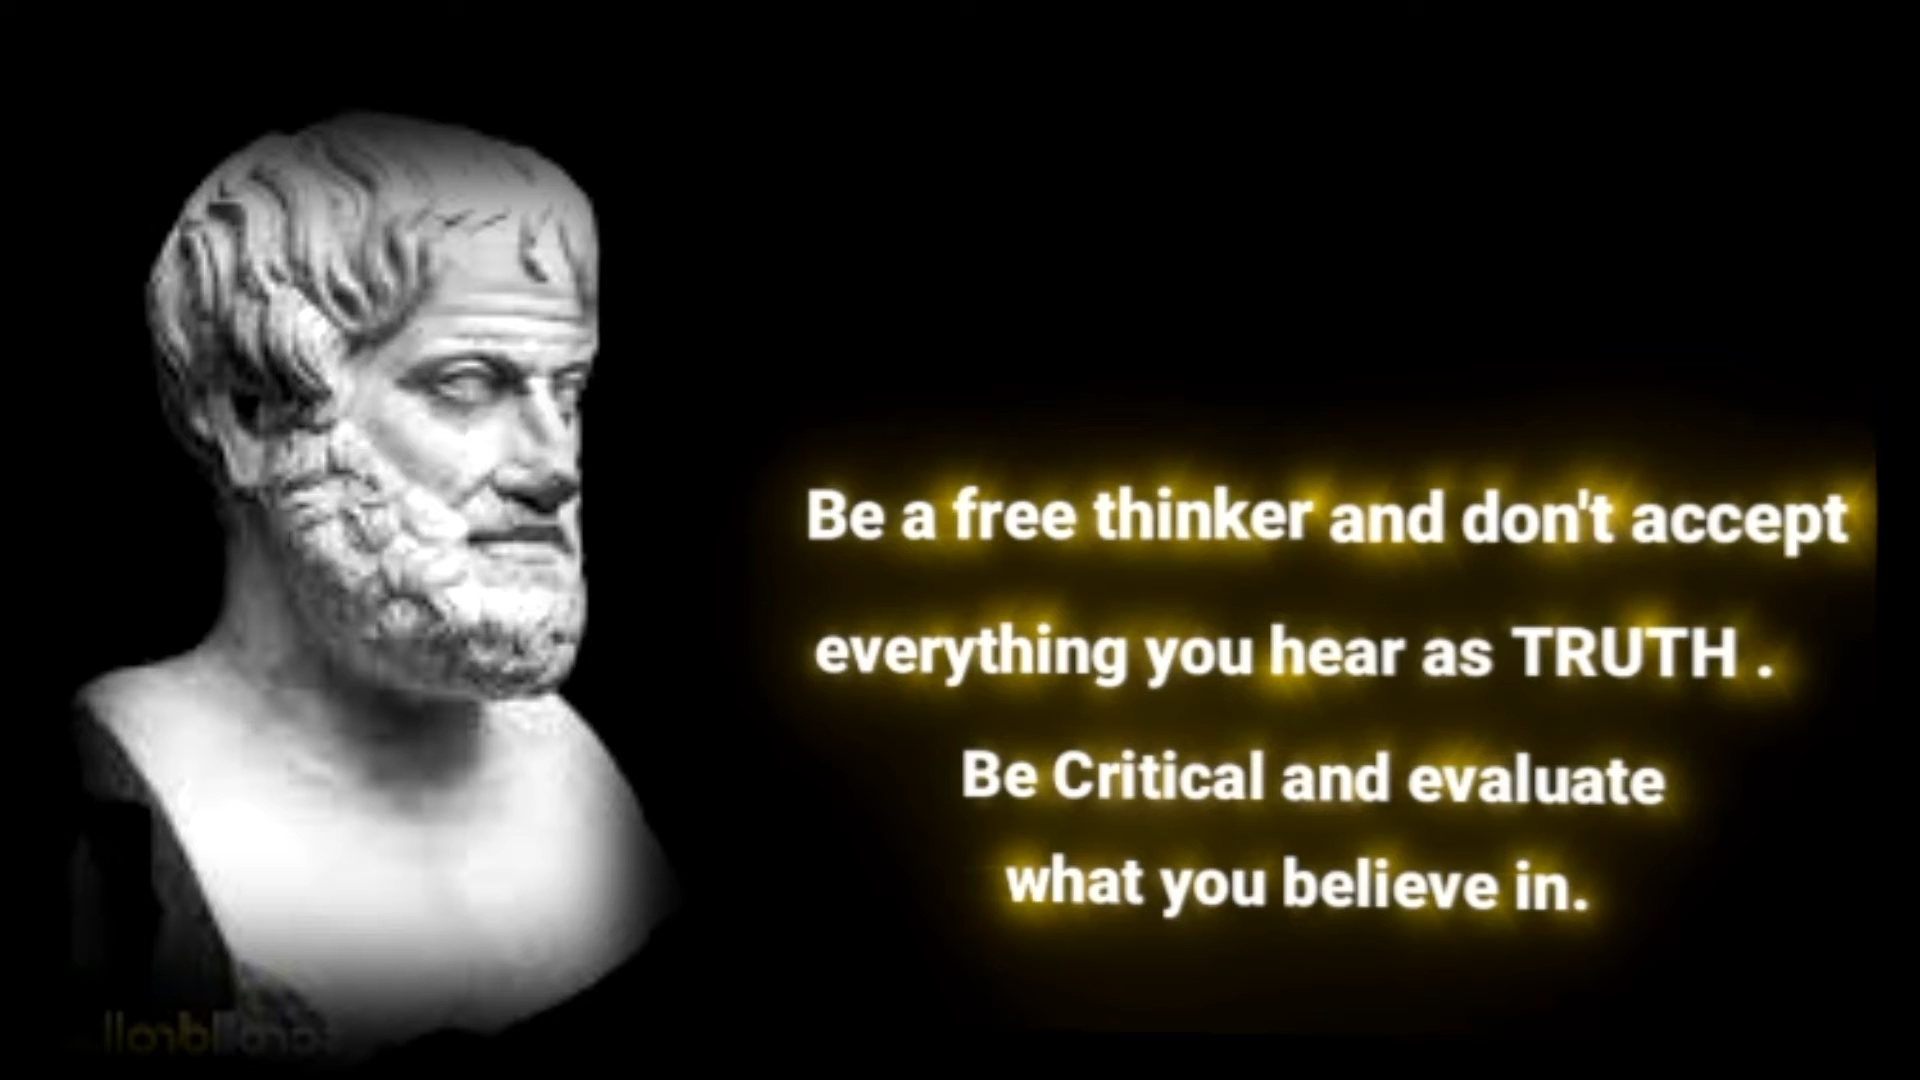 Be a free thinker and don't accept
everything you hear as TRUTH .
Be Critical and evaluate
what you believe in.